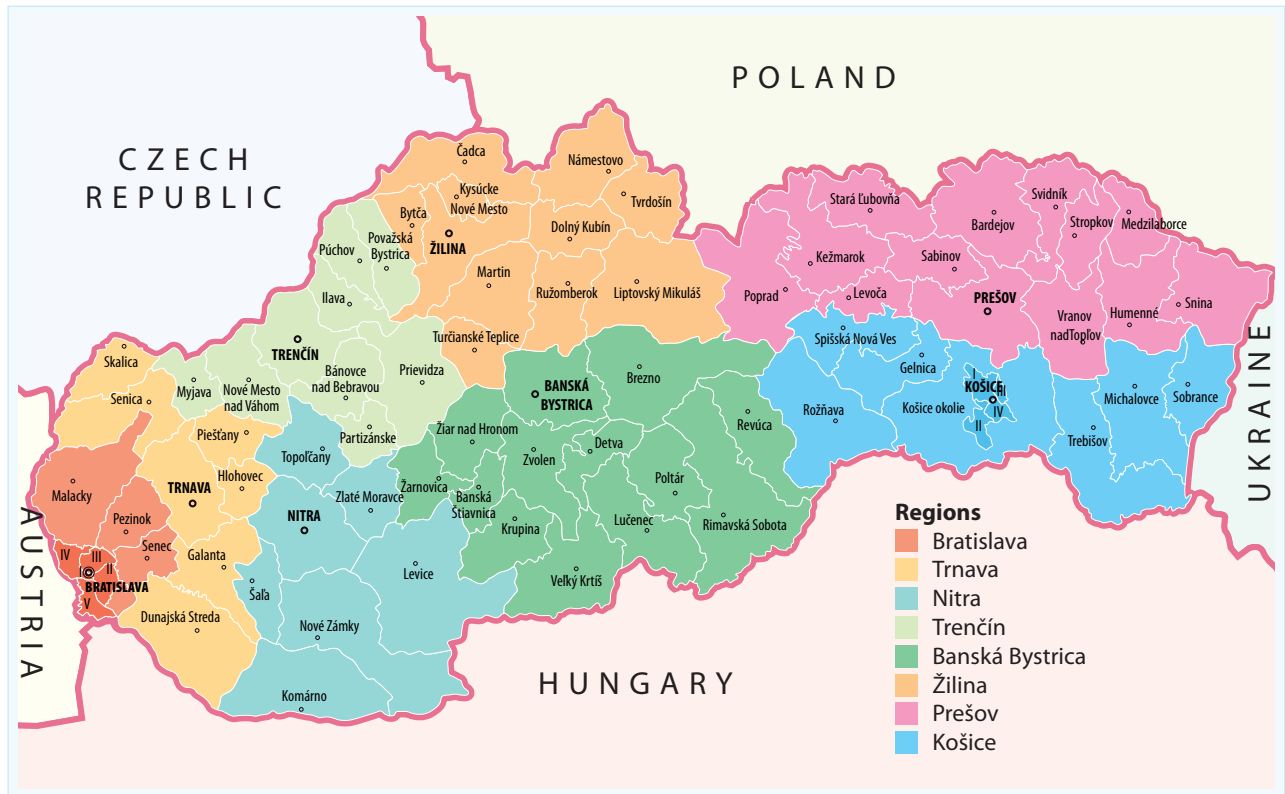 POLAND
CZECH
REPUBLIC
Čadca
Námestovo
Kysúcke
Nové Mesto
Tvrdošín
Bytča
ŽILINA
Dolný Kubín
Stará Ľubovňa
Svidník
Bardejov
Stropkov
Medzilaborce
Púchov
Považská
Bystrica
Martin
Ružomberok
Liptovský Mikuláš
Kežmarok
Sabinov
Poprad
Levoča
PREŠOV
Vranov
nadTopľov
Humenné
Snina
Ilava
TRENČÍN
Turčianske Teplice
Spišská Nová Ves
Gelnica
Skalica
Myjava
Nové Mesto
nad Váhom
Bánovce
nad Bebravou
Prievidza
BANSKÁ
BYSTRICA
Brezno
I
III
KOŠICE
IV
II
Košice okolie
Rožňava
Michalovce
Sobrance
Trebišov
UKRAINE
Senica
Piešťany
Partizánske
Žiar nad Hronom
Zvolen
Detva
Revúca
Topoľčany
Hlohovec
Malacky
TRNAVA
Zlaté Moravce
Žarnovica
Banská
Štiavnica
Poltár
Pezinok
NITRA
Krupina
Lučenec
Rimavská Sobota
AUSTRIA
IV
III
Senec
I
II
BRATISLAVA
V
Galanta
Šaľa
Levice
Veľký Krtíš
Dunajská Streda
Nové Zámky
Komárno
HUNGARY
Regions
Bratislava
Trnava
Nitra
Trenčín
Banská Bystrica
Žilina
Prešov
Košice